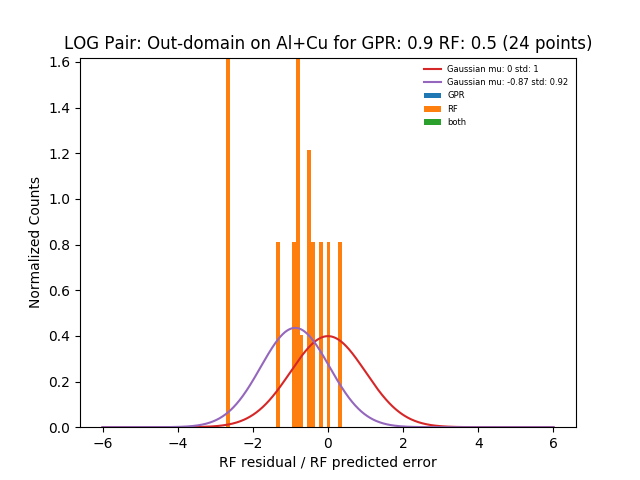 LOG Pair: Out-domain on Al+Cu for GPR: 0.9 RF: 0.5 (24 points)
Gaussian mu: 0 std: 1
Gaussian mu: -0.87 std: 0.92
GPR
RF
both
Normalized Counts
1.6
1.4
1.2
1.0
0.8
0.6
0.4
0.2
0.0
−6 −4 −2 0 2 4 6
RF residual / RF predicted error